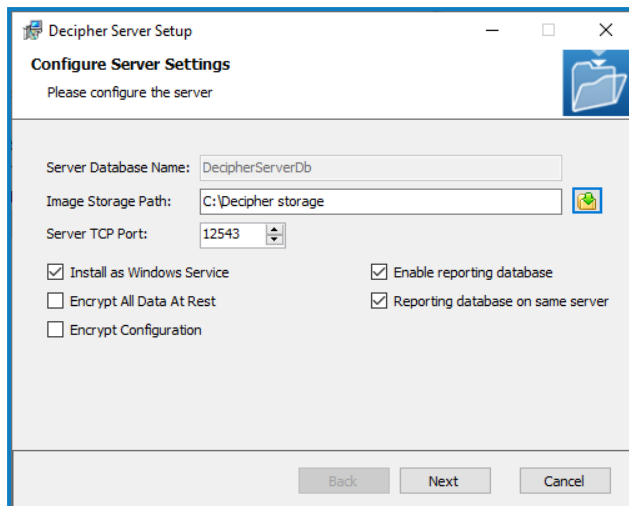 Decipher Server Setup
Configure Server Settings
Please configure the server
Server Database Name: DecipherServerDb
Image Storage Path: C:\Decipher storage
Server TCP Port: 12543
Install as Windows Service Enable reporting database
Encrypt All Data At Rest Reporting database on same server
Encrypt Configuration
Back Next Cancel